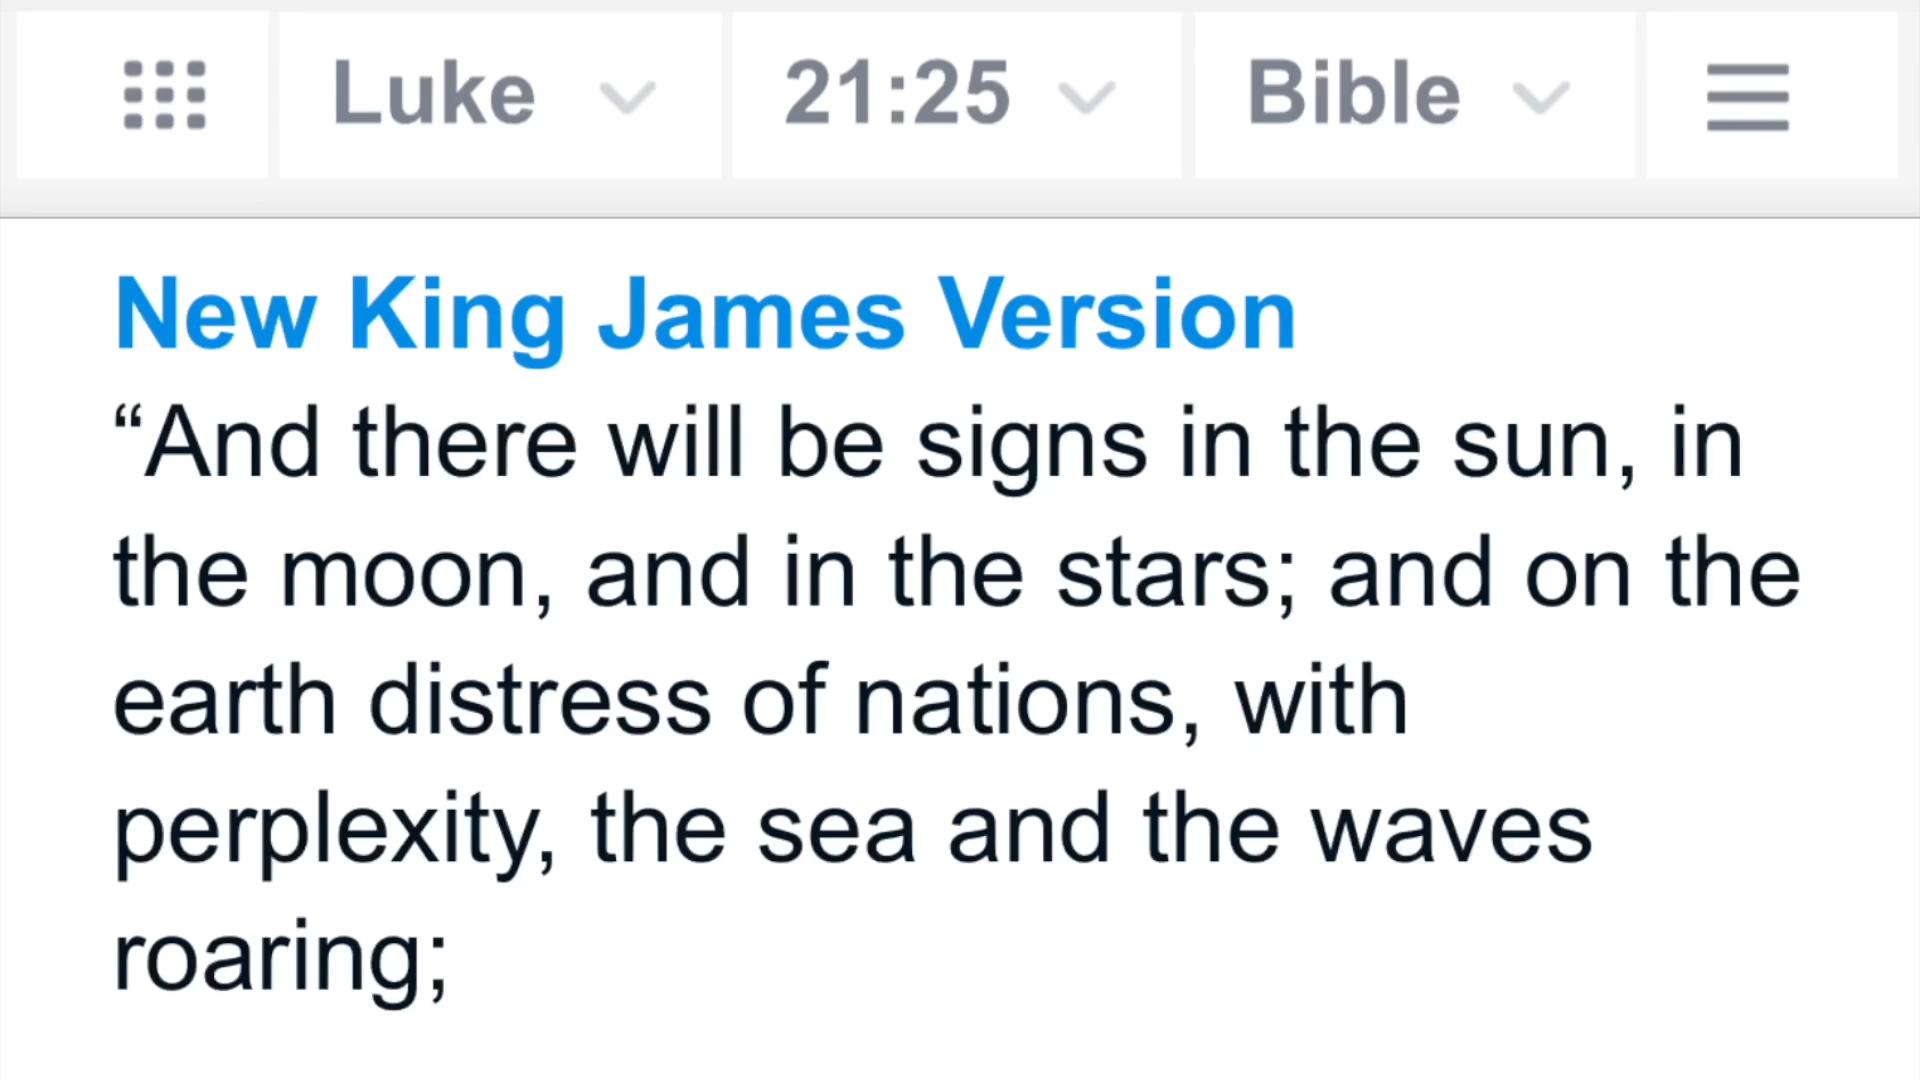 Luke 21:25 Bible
New King James Version
“And there will be signs in the sun, in
the moon, and in the stars; and on the
earth distress of nations, with
perplexity, the sea and the waves
roaring;